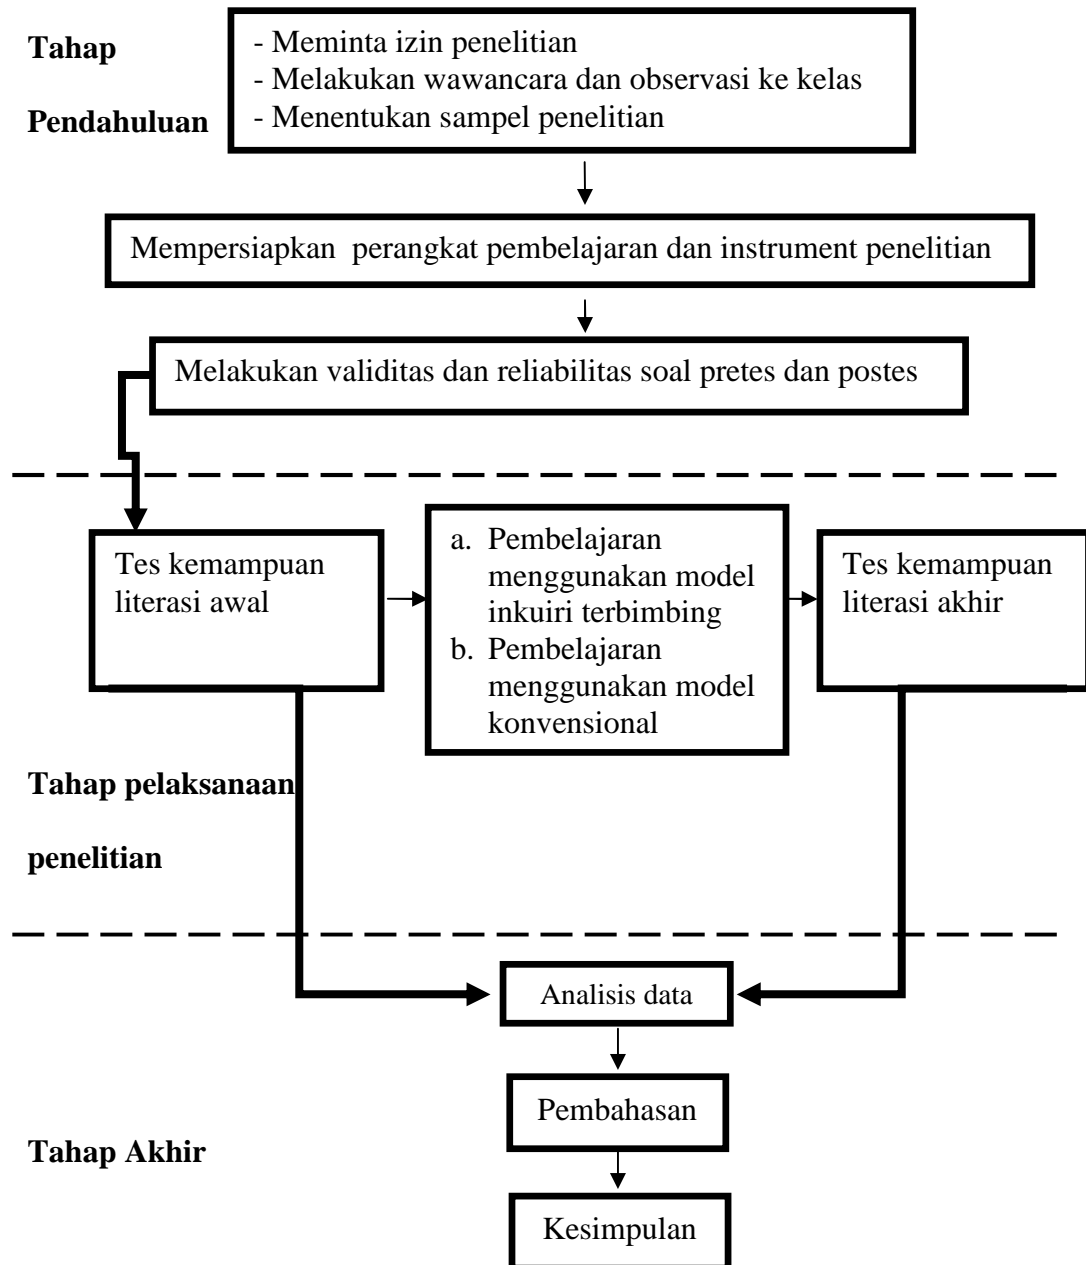 Tahap
Pendahuluan
- Meminta izin penelitian
- Melakukan wawancara dan observasi ke kelas
- Menentukan sampel penelitian
Mempersiapkan perangkat pembelajaran dan instrument penelitian
Melakukan validitas dan reliabilitas soal pretes dan postes
Tes kemampuan
literasi awal
a. Pembelajaran
menggunakan model
inkuiri terbimbing
b. Pembelajaran
menggunakan model
konvensional
Tes kemampuan
literasi akhir
Tahap pelaksanaan
penelitian
Analisis data
Pembahasan
Tahap Akhir
Kesimpulan